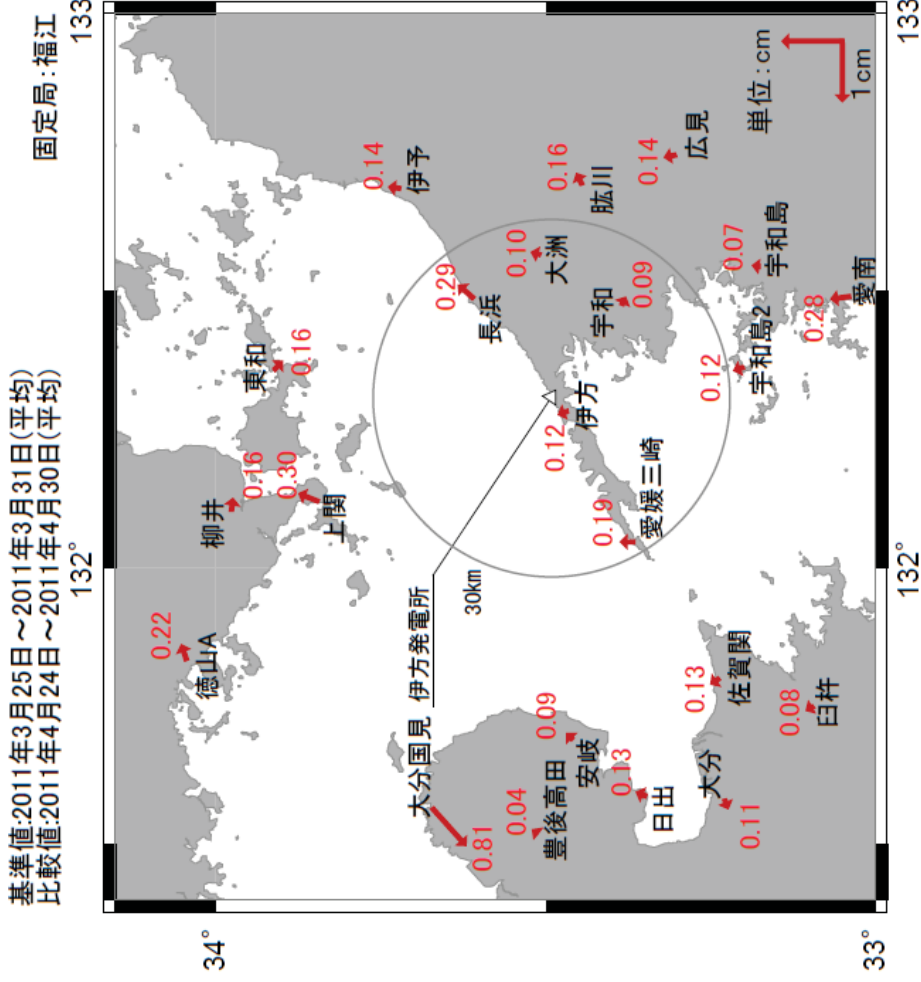 基準値:2011年3月25日～2011年3月31日(平均)
比較値:2011年4月24日～2011年4月30日(平均)
固定局:福江
132°
133
34°
0.22
徳山A
柳井
0.16
0.30
上関
東和
0.16
0.14
伊予
大分国見
0.81
伊方発電所
30km
0.29
長浜
0.04
豊後高田
0.09
安岐
0.12
伊方
0.10
大洲
0.16
肱川
0.19
愛媛三崎
宇和
0.09
0.14
広見
0.13
日出
大分
0.11
0.13
佐賀関
0.12
宇和島2
0.07
宇和島
0.08
臼杵
0.28
愛南
単位:cm
1cm
33°
132°
133